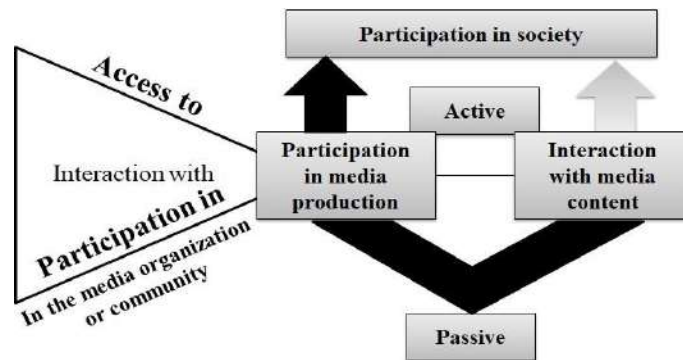 Participation in society
Access to
Active
Interaction with
Participation
in media
production
Interaction
with media
content
Participation in
In the media organization
or community
Passive